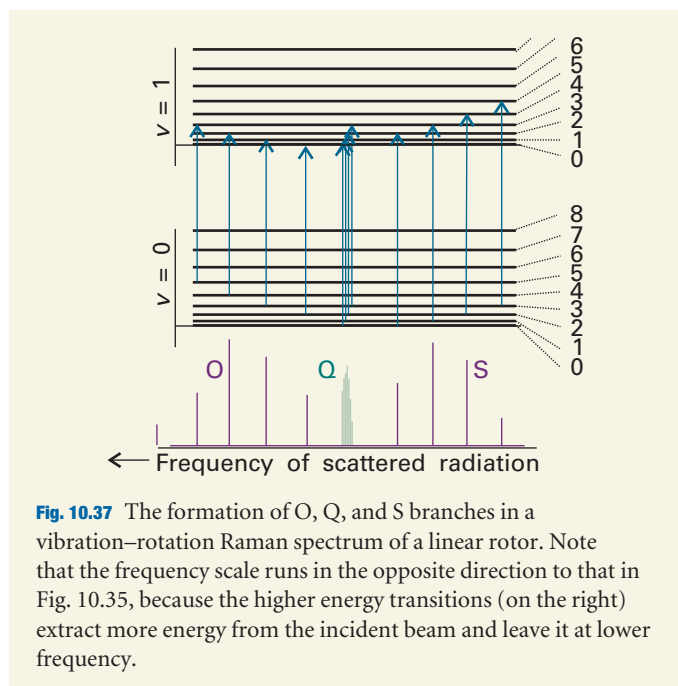 6
5
4
3
2
1
0
v = 1
8
7
6
5
4
3
2
1
0
v = 0
O Q S
Frequency of scattered radiation
Fig. 10.37 The formation of O, Q, and S branches in a
vibration–rotation Raman spectrum of a linear rotor. Note
that the frequency scale runs in the opposite direction to that in
Fig. 10.35, because the higher energy transitions (on the right)
extract more energy from the incident beam and leave it at lower
frequency.